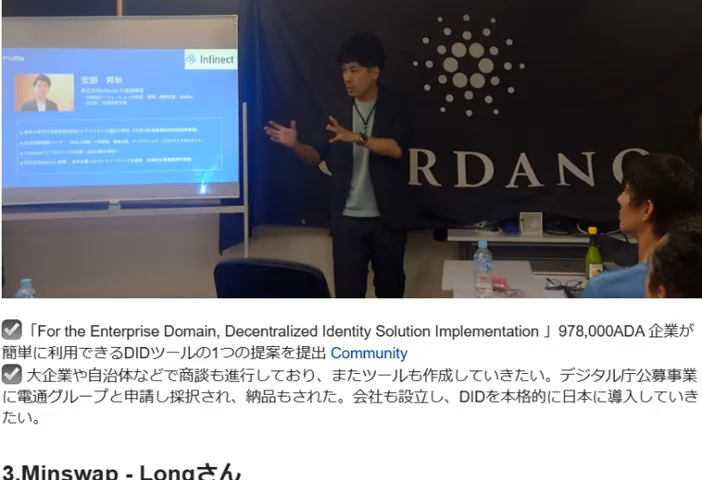 Profile
Infinect
安部 邦秋
RDANO
✔「For the Enterprise Domain, Decentralized Identity Solution Implementation 」978,000ADA 企業が
簡単に利用できるDIDツールの1つの提案を提出 Community
✔ 大企業や自治体などで商談も進行しており、またツールも作成していきたい。デジタル庁公募事業
に電通グループと申請し採択され、納品もされた。会社も設立し、DIDを本格的に日本に導入していき
たい。
3.Minswap - Longさん